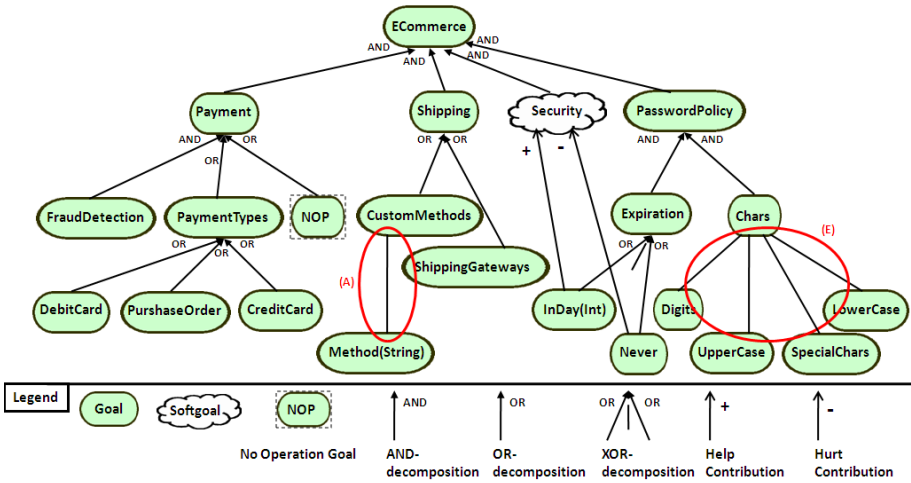 ECommerce
AND
AND
AND
AND
Payment
Shipping
Security
PasswordPolicy
AND
OR
OR
OR
OR
+
-
AND
AND
FraudDetection
PaymentTypes
NOP
CustomMethods
Expiration
Chars
(E)
OR
OR
OR
OR
OR
(A)
ShippingGateways
DebitCard
PurshaseOrder
CreditCard
InDay(Int)
Digits
LowerCase
Method(String)
Never
UpperCase
SpecialChars
Legend
Goal
Softgoal
NOP
AND
OR
OR
OR
+
-
No Operation Goal
AND-
decomposition
OR-
decomposition
XOR-
decomposition
Help
Contribution
Hurt
Contribution